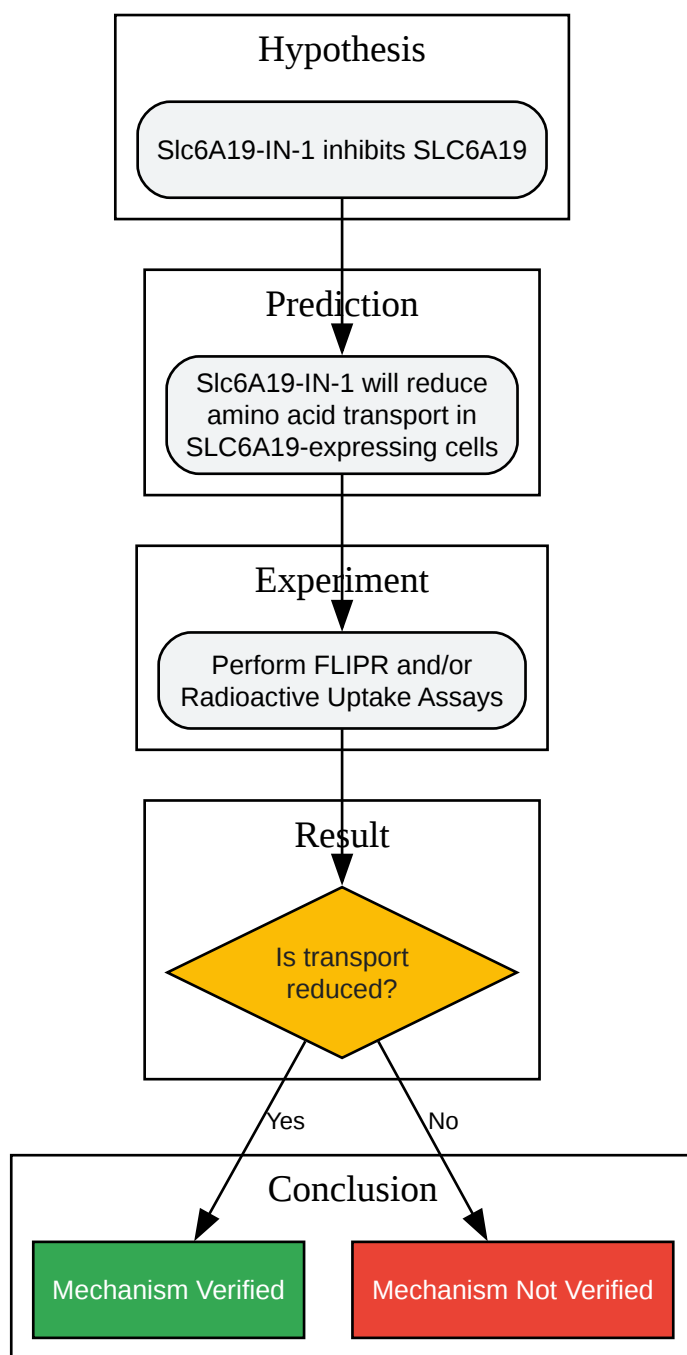 Hypothesis
Slc6A19-IN-1 inhibits SLC6A19
Prediction
Slc6A19-IN-1 will reduce
amino acid transport in
SLC6A19-expressing cells
Experiment
Perform FLIPR and/or
Radioactive Uptake Assays
Result
Is transport
reduced?
Yes
No
Conclusion
Mechanism Verified
Mechanism Not Verified